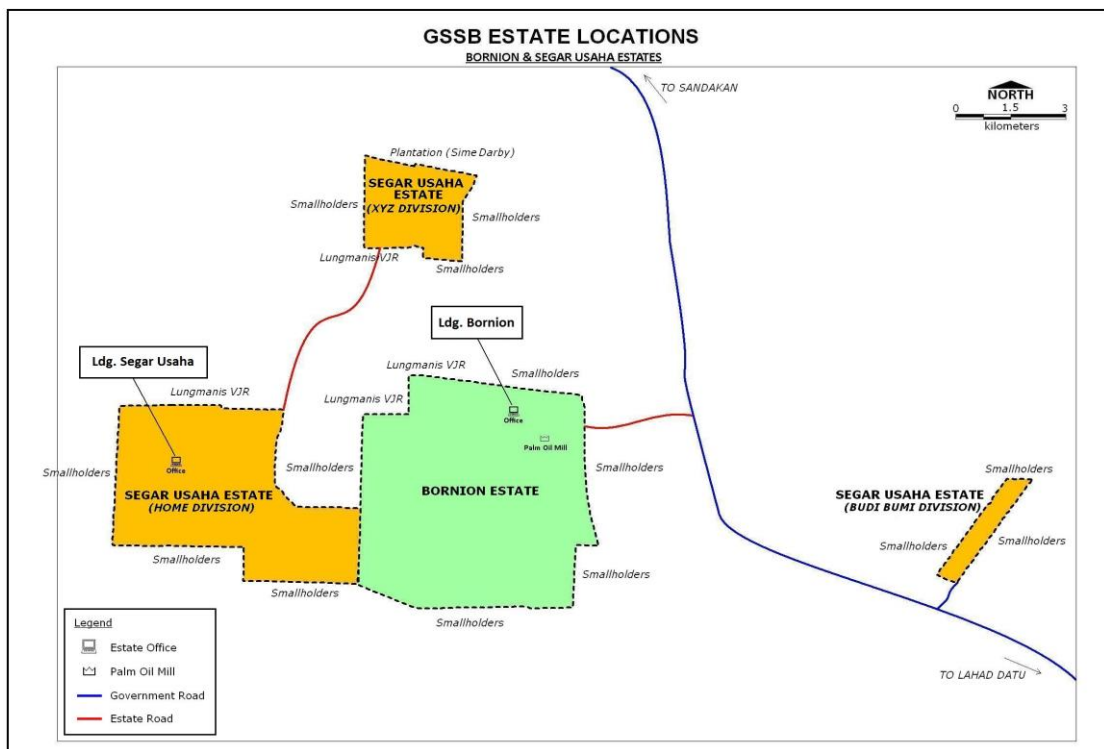 GSSB ESTATE LOCATIONS
BORNION & SEGAR USAHA ESTATES
TO SANDAKAN
NORTH
0 1.5 3
kilometers
Plantation (Sime Darby)
SEGAR USAHA
ESTATE
(XYZ DIVISION)
Smallholders
Smallholders
Lungmanis VJR
Smallholders
Ldg. Bornion
Ldg. Segar Usaha
Lungmanis VJR
Smallholders
Lungmanis VJR
Lungmanis VJR
Office
Palm Oil Mill
Office
Smallholders
Smallholders
Smallholders
SEGAR USAHA ESTATE
(HOME DIVISION)
BORNION ESTATE
Smallholders
SEGAR USAHA ESTATE
(BUDI BUMI DIVISION)
Smallholders
Smallholders
Smallholders
Smallholders
Smallholders
Smallholders
Smallholders
TO LAHAD DATU
Legend
Estate Office
Palm Oil Mill
Government Road
Estate Road